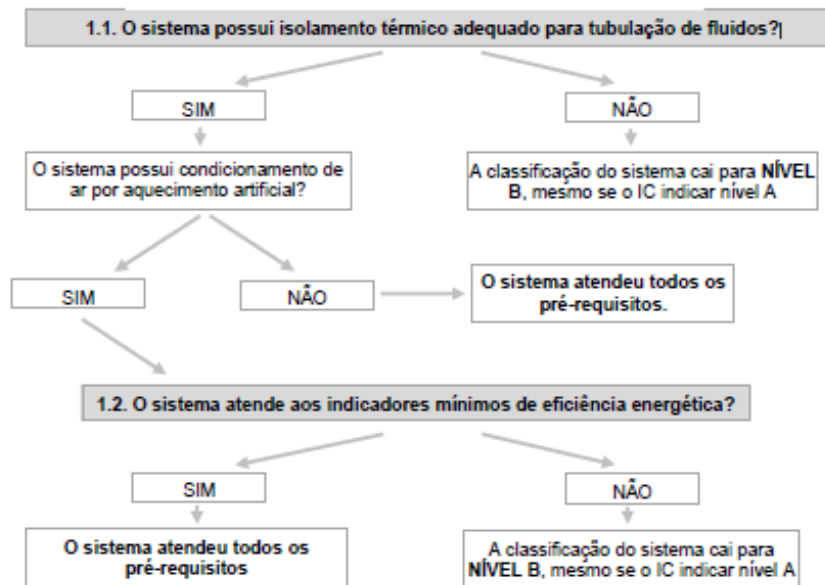 1.1. O sistema possui isolamento térmico adequado para tubulação de fluidos?|
SIM
NÃO
O sistema possui condicionamento de
ar por aquecimento artificial?
A classificação do sistema cai para NÍVEL
B, mesmo se o IC indicar nível A
SIM
NÃO
O sistema atendeu todos os
pré-requisitos.
1.2. O sistema atende aos indicadores mínimos de eficiência energética?
SIM
NÃO
O sistema atendeu todos os
pré-requisitos
A classificação do sistema cai para
NÍVEL B, mesmo se o IC indicar nível A